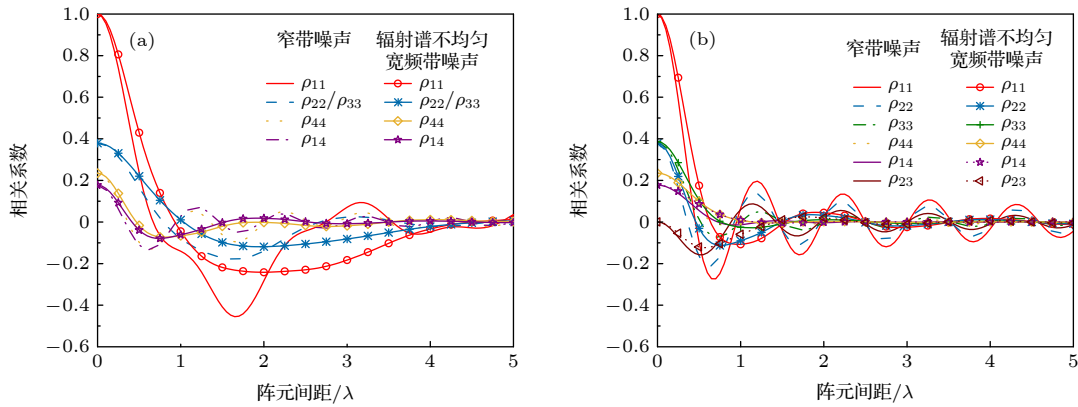 (a)
窄带噪声
辐射谱不均匀
宽频带噪声
ρ₁₁
ρ₁₁
ρ₂₂/ρ₃₃
ρ₂₂/ρ₃₃
ρ₄₄
ρ₄₄
ρ₁₄
ρ₁₄
1.0
0.8
0.6
0.4
0.2
0
−0.2
−0.4
−0.6
相关系数
0
1
2
3
4
5
阵元间距/λ
(b)
窄带噪声
辐射谱不均匀
宽频带噪声
ρ₁₁
ρ₁₁
ρ₂₂
ρ₂₂
ρ₃₃
ρ₃₃
ρ₄₄
ρ₄₄
ρ₁₄
ρ₁₄
ρ₂₃
ρ₂₃
1.0
0.8
0.6
0.4
0.2
0
−0.2
−0.4
−0.6
相关系数
0
1
2
3
4
5
阵元间距/λ